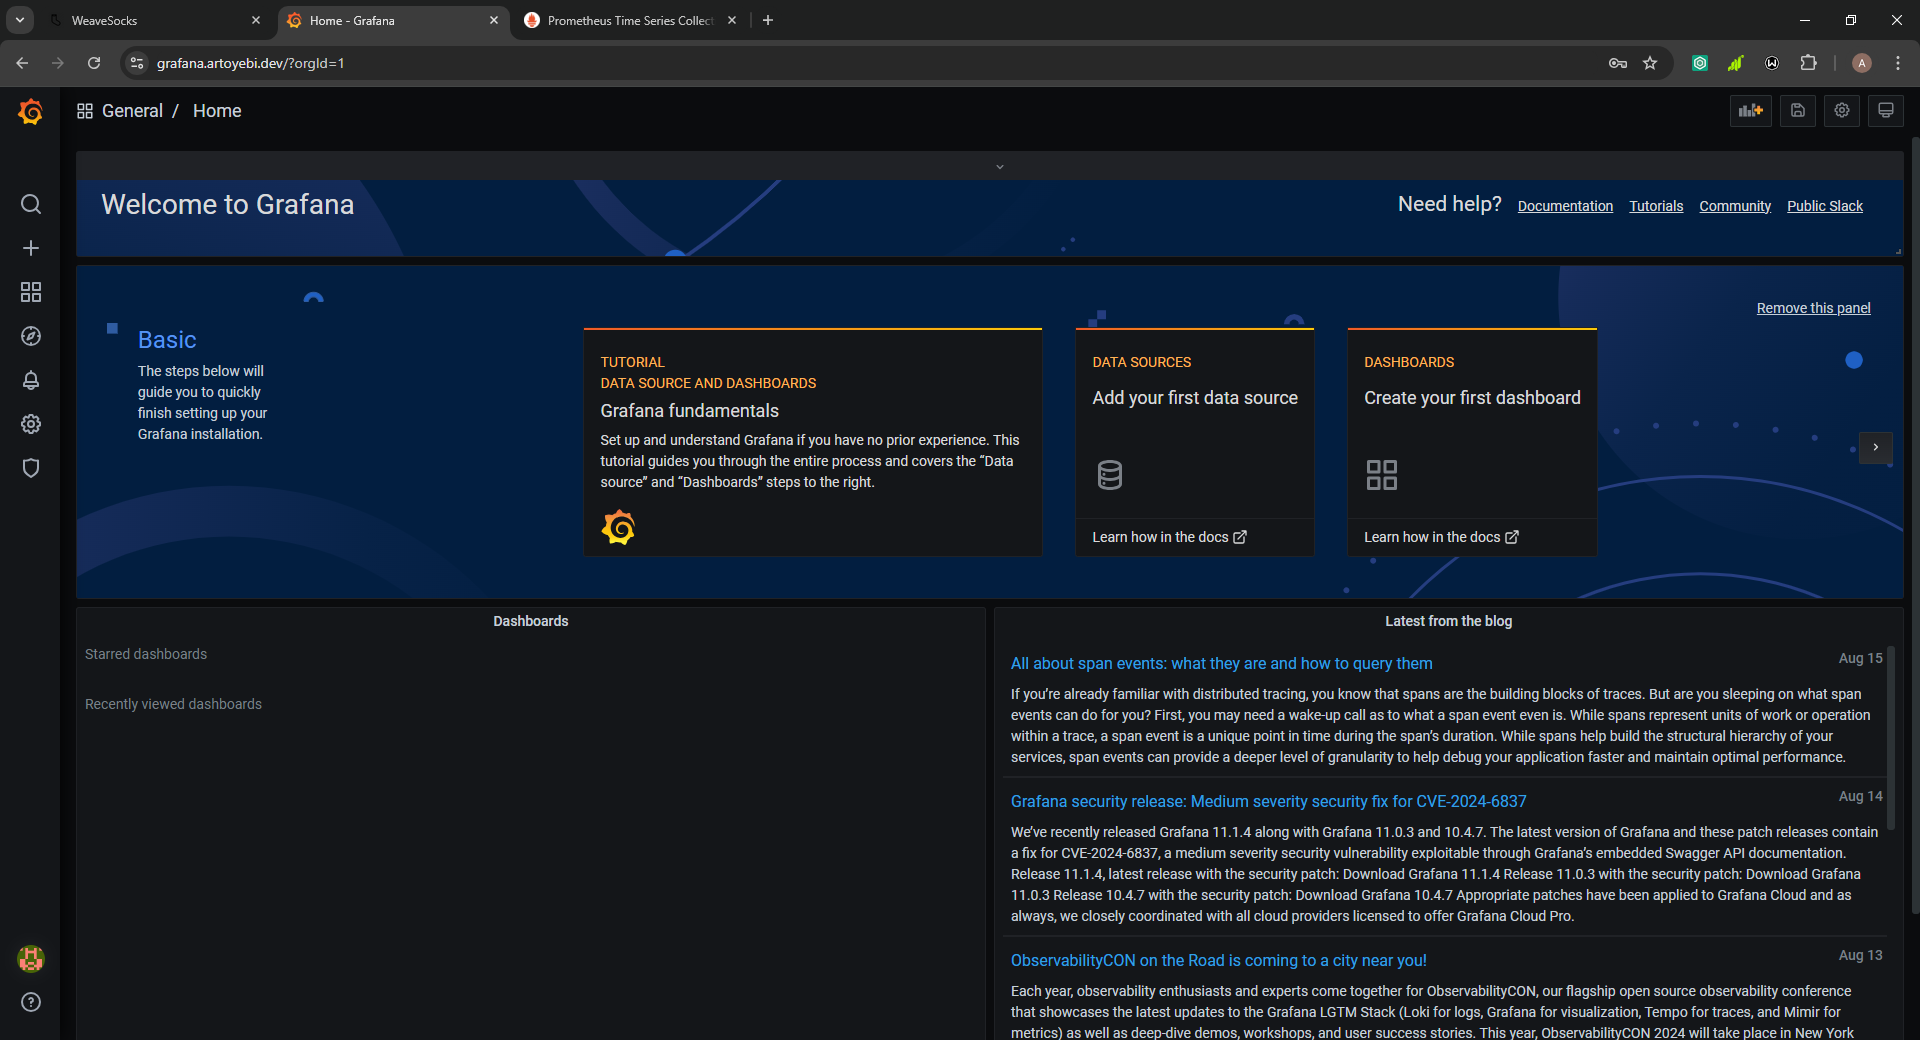 WeaveSocks
Home - Grafana
Prometheus Time Series Collect
grafana.artoyebi.dev/?orgId=1
A
General / Home
Welcome to Grafana
Need help?
Documentation
Tutorials
Community
Public Slack
Remove this panel
Basic
The steps below will
guide you to quickly
finish setting up your
Grafana installation.
TUTORIAL
DATA SOURCE AND DASHBOARDS
Grafana fundamentals
Set up and understand Grafana if you have no prior experience. This
tutorial guides you through the entire process and covers the “Data
source” and “Dashboards” steps to the right.
DATA SOURCES
Add your first data source
Learn how in the docs
DASHBOARDS
Create your first dashboard
Learn how in the docs
Dashboards
Starred dashboards
Recently viewed dashboards
Latest from the blog
All about span events: what they are and how to query them
Aug 15
If you’re already familiar with distributed tracing, you know that spans are the building blocks of traces. But are you sleeping on what span
events can do for you? First, you may need a wake-up call as to what a span event even is. While spans represent units of work or operation
within a trace, a span event is a unique point in time during the span’s duration. While spans help build the structural hierarchy of your
services, span events can provide a deeper level of granularity to help debug your application faster and maintain optimal performance.
Grafana security release: Medium severity security fix for CVE-2024-6837
Aug 14
We’ve recently released Grafana 11.1.4 along with Grafana 11.0.3 and 10.4.7. The latest version of Grafana and these patch releases contain
a fix for CVE-2024-6837, a medium severity security vulnerability exploitable through Grafana’s embedded Swagger API documentation.
Release 11.1.4, latest release with the security patch: Download Grafana 11.1.4 Release 11.0.3 with the security patch: Download Grafana
11.0.3 Release 10.4.7 with the security patch: Download Grafana 10.4.7 Appropriate patches have been applied to Grafana Cloud and as
always, we closely coordinated with all cloud providers licensed to offer Grafana Cloud Pro.
ObservabilityCON on the Road is coming to a city near you!
Aug 13
Each year, observability enthusiasts and experts come together for ObservabilityCON, our flagship open source observability conference
that showcases the latest updates to the Grafana LGTM Stack (Loki for logs, Grafana for visualization, Tempo for traces, and Mimir for
metrics) as well as deep-dive demos, workshops, and user success stories. This year, ObservabilityCON 2024 will take place in New York